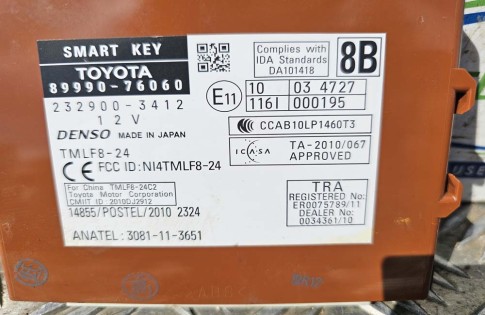 SMART KEY
TOYOTA
89990-76060
232900-3412
12V
DENSO MADE IN JAPAN
TMLF8-24
CE FCC ID:NI4TMLF8-24
For China TMLF8-24C2
Toyota Motor Corporation
CMIIT ID: 2010DJ2912
14855/POSTEL/2010 2324
ANATEL: 3081-11-3651
Complies with
IDA Standards
DA101418
8B
E11
10 03 4727
116I 000195
CCAB10LP1460T3
ICASA
TA-2010/067
APPROVED
TRA
REGISTERED No:
ER0075789/11
DEALER No:
0034361/10